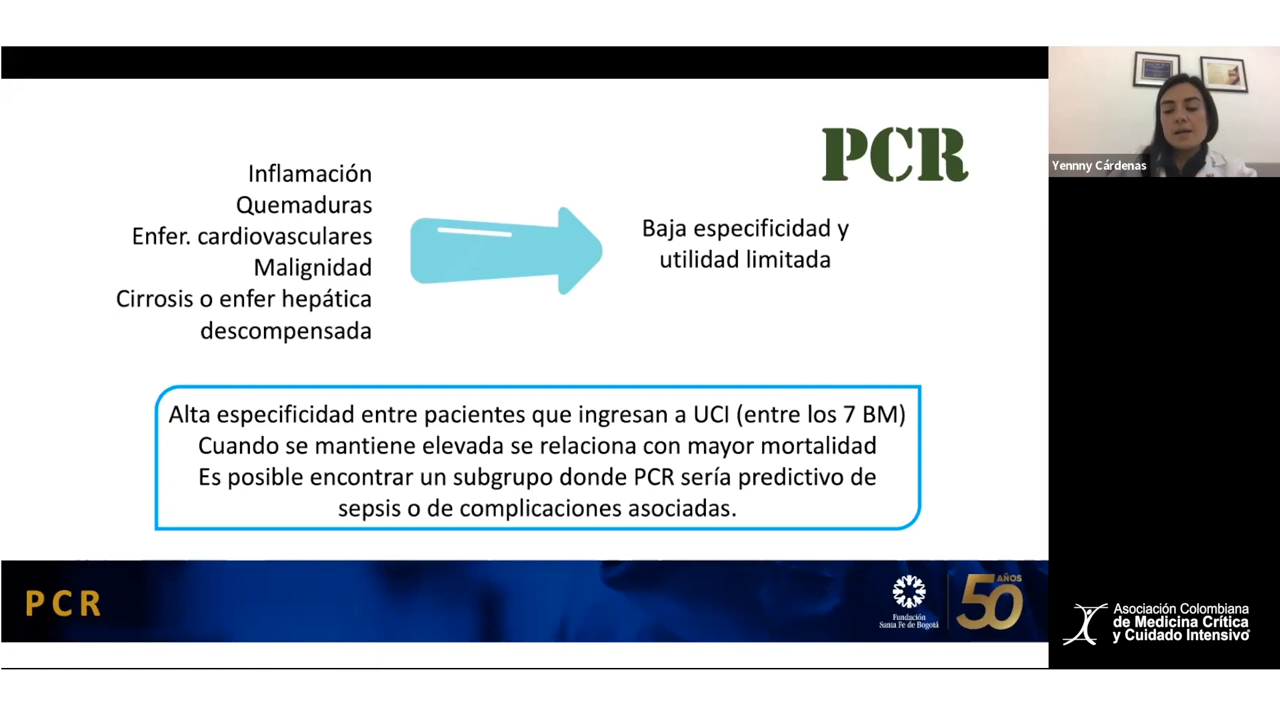 PCR
Inflamación
Quemaduras
Enfer. cardiovasculares
Malignidad
Cirrosis o enfer hepática
descompensada
Baja especificidad y
utilidad limitada
Alta especificidad entre pacientes que ingresan a UCI (entre los 7 BM)
Cuando se mantiene elevada se relaciona con mayor mortalidad
Es posible encontrar un subgrupo donde PCR sería predictivo de
sepsis o de complicaciones asociadas.
PCR
Fundación
Santa Fe de Bogotá
50 AÑOS
Yennny Cárdenas
Asociación Colombiana
de Medicina Crítica
y Cuidado Intensivo